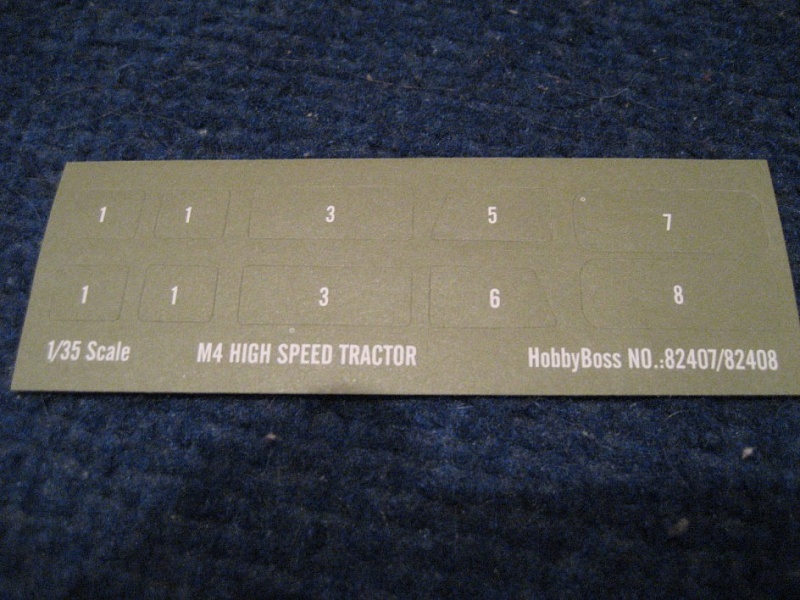 1 1 3 5 7
1 1 3 6 8
1/35 Scale M4 HIGH SPEED TRACTOR HobbyBoss NO.:82407/82408